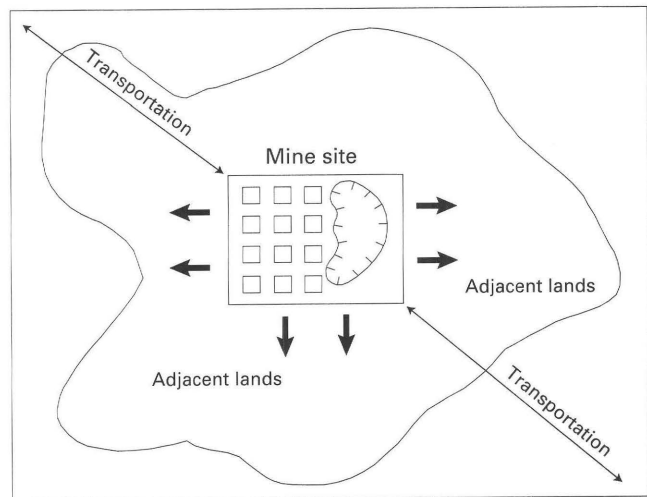 Transportation
Mine site
Adjacent lands
Adjacent lands
Transportation